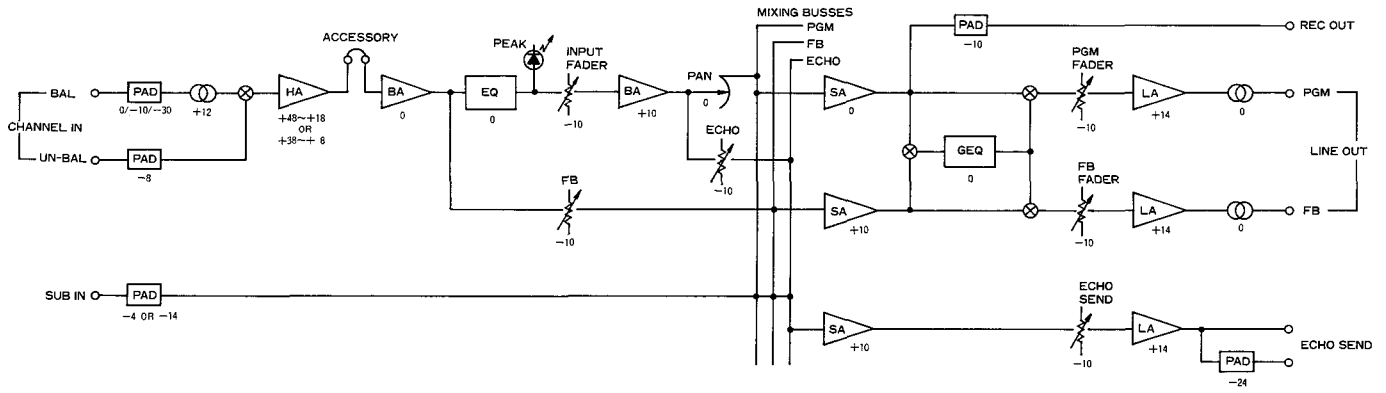 MIXING BUSSES
PGM
FB
ECHO
PAD
-10
REC OUT
ACCESSORY
PEAK
INPUT
FADER
PAN
0
PGM
FADER
BAL
PAD
0/-10/--30
+12
HA
+48~+18
OR
+38~+ 8
BA
0
EQ
0
-10
BA
+10
SA
0
-10
LA
+14
0
PGM
CHANNEL IN
UN-BAL
PAD
-8
ECHO
-10
GEQ
0
LINE OUT
FB
-10
SA
+10
FB
FADER
-10
LA
+14
0
FB
SUB IN
PAD
-4 OR -14
ECHO
SEND
SA
+10
-10
LA
+14
ECHO SEND
PAD
-24